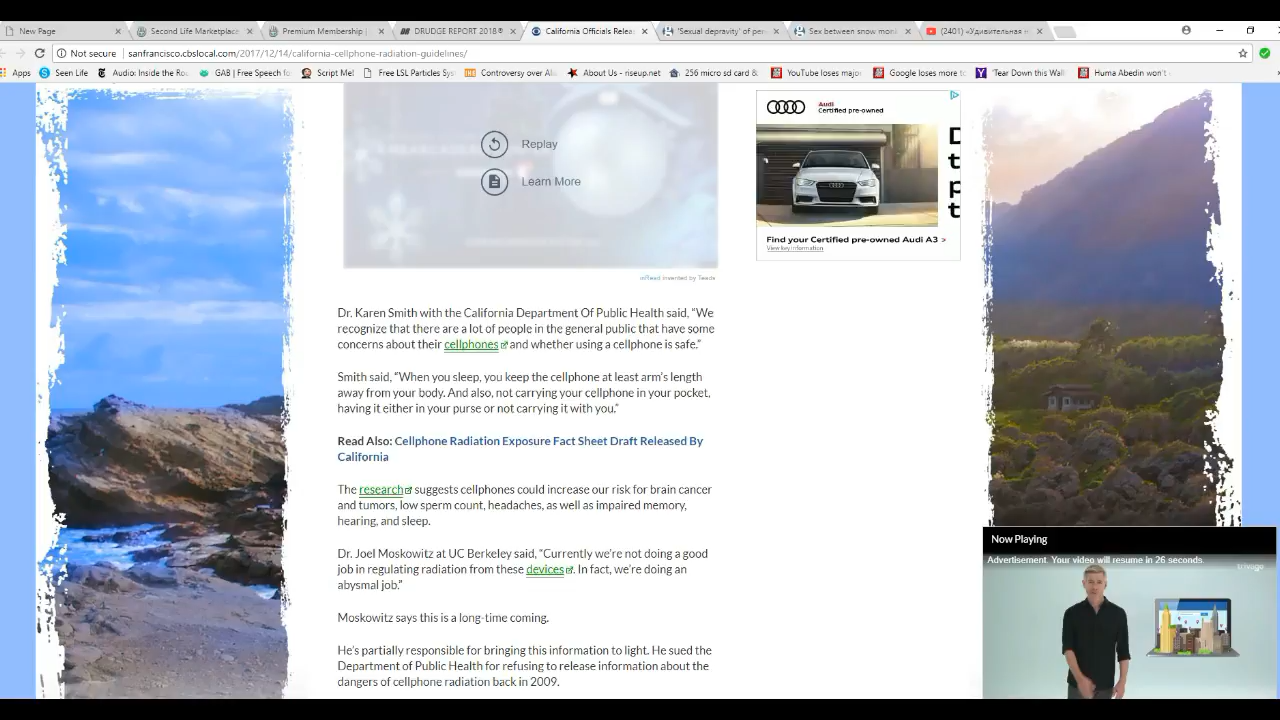 New Page
Second Life Marketplace
Premium Membership |
DRUDGE REPORT 2018®
California Officials Relea
'Sexual depravity' of pen
Sex between snow monk
(2401) «Удивительная
Not secure
sanfrancisco.cbslocal.com/2017/12/14/california-cellphone-radiation-guidelines/
Apps
Seen Life
Audio: Inside the Rou
GAB | Free Speech fo
Script Me!
Free LSL Particles Sys
Controversy over Al
About Us - riseup.net
256 micro sd card &
YouTube loses major
Google loses more t
'Tear Down this Wal
Huma Abedin won't
Replay
Learn More
inRead invented by Teads
Audi
Certified pre-owned
D
t
p
t
Find your Certified pre-owned Audi A3 >
View key information
Dr. Karen Smith with the California Department Of Public Health said, “We
recognize that there are a lot of people in the general public that have some
concerns about their cellphones and whether using a cellphone is safe.”
Smith said, “When you sleep, you keep the cellphone at least arm’s length
away from your body. And also, not carrying your cellphone in your pocket,
having it either in your purse or not carrying it with you.”
Read Also: Cellphone Radiation Exposure Fact Sheet Draft Released By
California
The research suggests cellphones could increase our risk for brain cancer
and tumors, low sperm count, headaches, as well as impaired memory,
hearing, and sleep.
Dr. Joel Moskowitz at UC Berkeley said, “Currently we’re not doing a good
job in regulating radiation from these devices. In fact, we’re doing an
abysmal job.”
Moskowitz says this is a long-time coming.
He’s partially responsible for bringing this information to light. He sued the
Department of Public Health for refusing to release information about the
dangers of cellphone radiation back in 2009.
Now Playing
Advertisement. Your video will resume in 26 seconds.
trivago